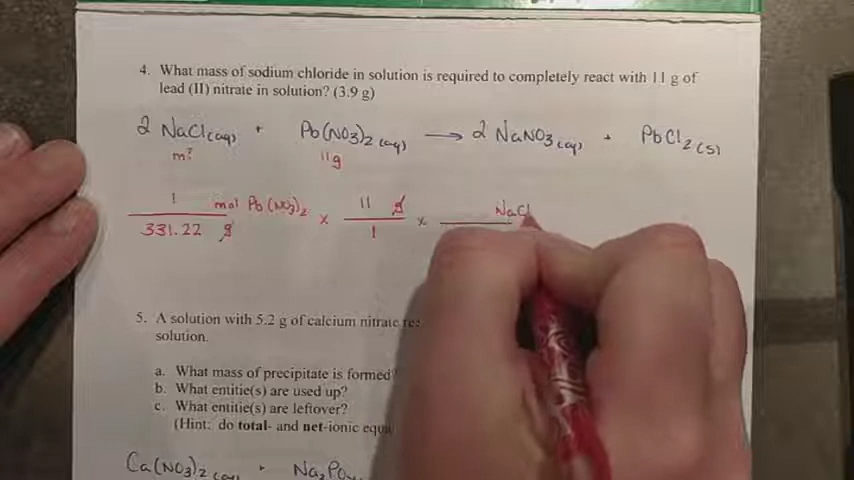 4. What mass of sodium chloride in solution is required to completely react with 11 g of
lead (II) nitrate in solution? (3.9 g)
2 NaCl(aq) + Pb(NO3)2 (aq) → 2 NaNO3 (aq) + PbCl2 (s)
m? 11g
1 mol Pb(NO3)2 × 11 g × NaCl
331.22 g 1
5. A solution with 5.2 g of calcium nitrate
solution.
a. What mass of precipitate is formed?
b. What entitie(s) are used up?
c. What entitie(s) are leftover?
(Hint: do total- and net-ionic equa
Ca(NO3)2 (aq) +